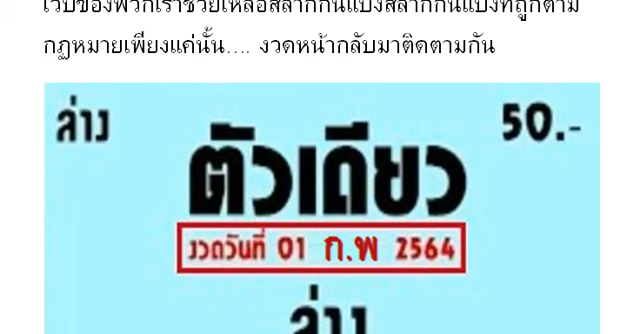 เว็บของพวกเราช่วยเหลือสลากกินแบ่งสลากกินแบ่งที่ถูกตาม
กฏหมายเพียงแค่นั้น.... งวดหน้ากลับมาติดตามกัน
ล่าง
50.-
ตัวเดียว
งวดวันที่ 01 ก.พ 2564
ล่าง